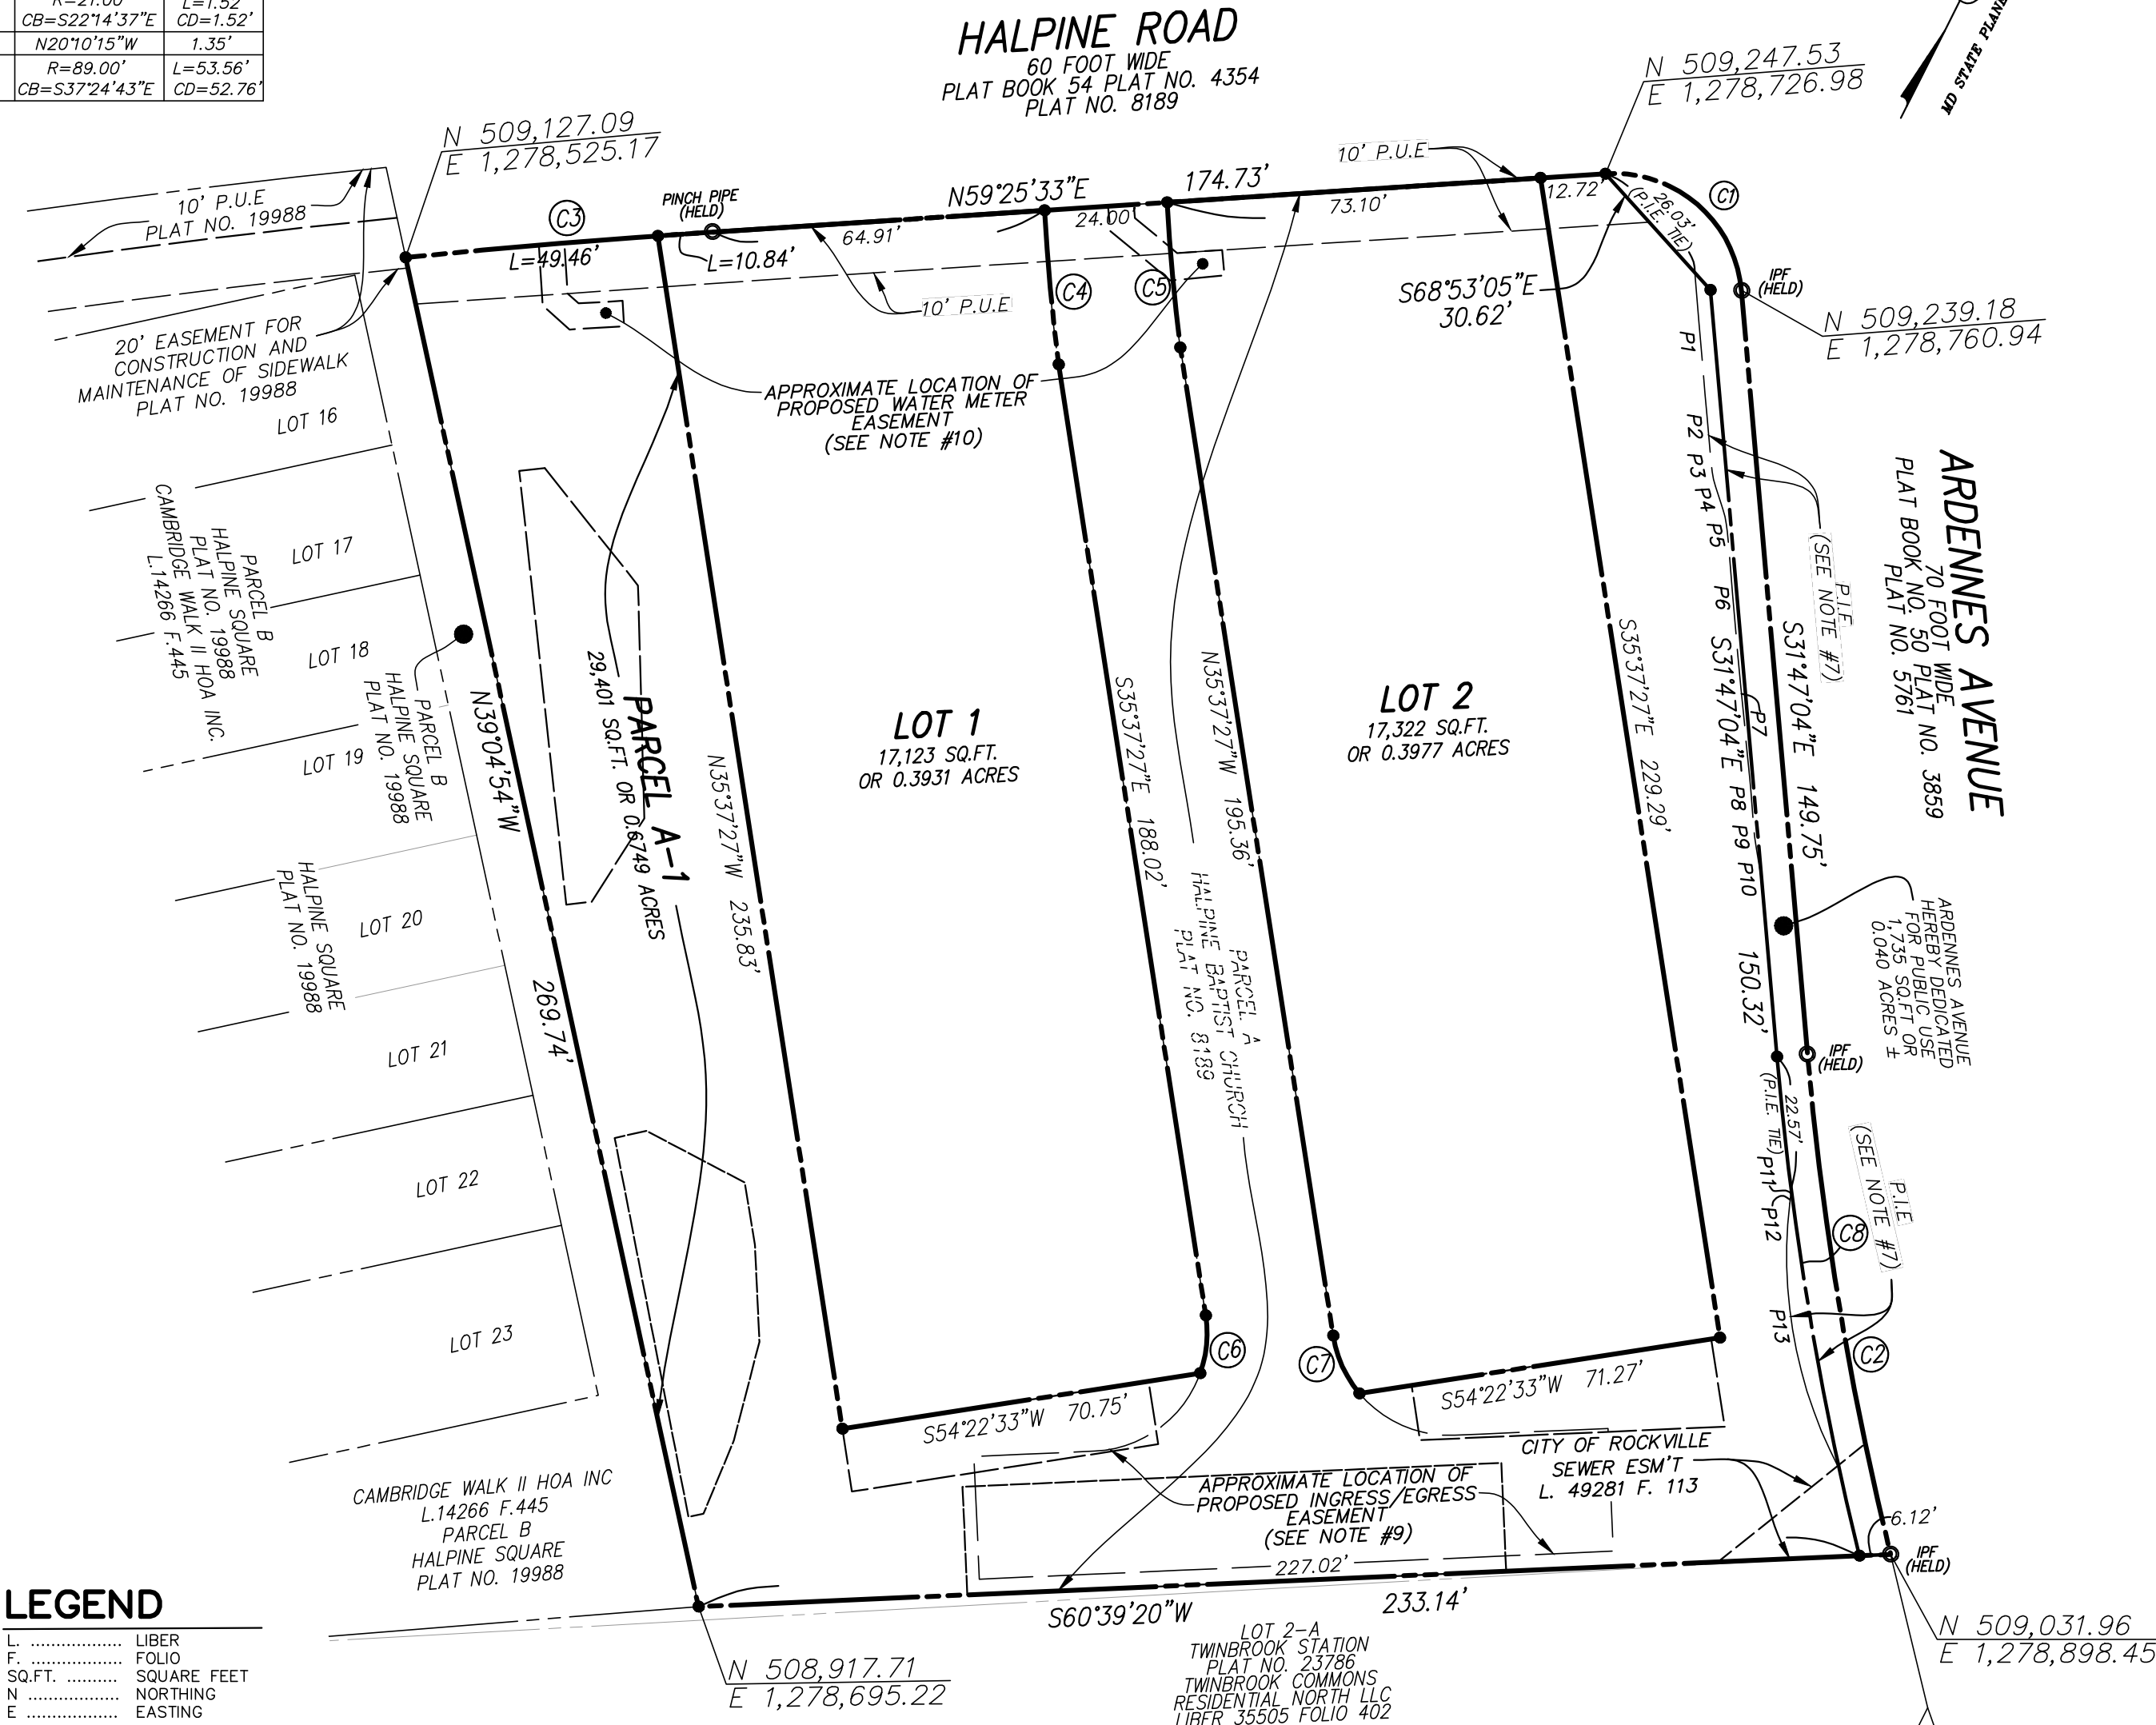 R=21.00'
L=1.52'
CB=S22°14'37"E
CD=1.52'
N20°10'15"W
1.35'
R=89.00'
L=53.56'
CB=S37°24'43"E
CD=52.76'
HALPINE ROAD
60 FOOT WIDE
PLAT BOOK 54 PLAT NO. 4354
PLAT NO. 8189
MD STATE PLANE
N 509,127.09
E 1,278,525.17
N 509,247.53
E 1,278,726.98
10' P.U.E
PLAT NO. 19988
C3
PINCH PIPE
(HELD)
N59°25'33"E
174.73'
10' P.U.E
12.72'
C1
L=49.46'
L=10.84'
64.91'
24.00
73.10'
26.03'
(P.I.E. TIE)
C4
C5
10' P.U.E
S68°53'05"E
30.62'
IPF
(HELD)
N 509,239.18
E 1,278,760.94
20' EASEMENT FOR
CONSTRUCTION AND
MAINTENANCE OF SIDEWALK
PLAT NO. 19988
APPROXIMATE LOCATION OF
PROPOSED WATER METER
EASEMENT
(SEE NOTE #10)
LOT 16
LOT 17
LOT 18
LOT 19
LOT 20
LOT 21
LOT 22
LOT 23
PARCEL B
HALPINE SQUARE
PLAT NO. 19988
CAMBRIDGE WALK II HOA INC.
L.14266 F.445
PARCEL B
HALPINE SQUARE
PLAT NO. 19988
HALPINE SQUARE
PLAT NO. 19988
N39°04'54"W
269.74'
PARCEL A-1
29,401 SQ.FT. OR 0.6749 ACRES
N35°37'27"W 235.83'
LOT 1
17,123 SQ.FT.
OR 0.3931 ACRES
S35°37'27"E 188.02'
N35°37'27"W 195.36'
PARCEL A
HALPINE BAPTIST CHURCH
PLAT NO. 8189
LOT 2
17,322 SQ.FT.
OR 0.3977 ACRES
S35°37'27"E 229.29'
P1
P2
P3
P4
P5
P6
S31°47'04"E
P7
P8
P9
P10
150.32'
S31°47'04"E 149.75'
P.I.E.
(SEE NOTE #7)
ARDENNES AVENUE
70 FOOT WIDE
PLAT BOOK NO. 50 PLAT NO. 3859
PLAT NO. 5761
ARDENNES AVENUE
HEREBY DEDICATED
FOR PUBLIC USE
1,735 SQ.FT OR
0.040 ACRES ±
IPF
(HELD)
22.57'
(P.I.E. TIE)
P11
P12
P13
P.I.E
(SEE NOTE #7)
C8
C2
C6
C7
S54°22'33"W 70.75'
S54°22'33"W 71.27'
CITY OF ROCKVILLE
SEWER ESM'T
L. 49281 F. 113
APPROXIMATE LOCATION OF
PROPOSED INGRESS/EGRESS
EASEMENT
(SEE NOTE #9)
6.12'
IPF
(HELD)
227.02'
S60°39'20"W
233.14'
CAMBRIDGE WALK II HOA INC
L.14266 F.445
PARCEL B
HALPINE SQUARE
PLAT NO. 19988
N 509,031.96
E 1,278,898.45
N 508,917.71
E 1,278,695.22
LOT 2-A
TWINBROOK STATION
PLAT NO. 23786
TWINBROOK COMMONS
RESIDENTIAL NORTH LLC
LIBER 35505 FOLIO 402
LEGEND
L. .................. LIBER
F. .................. FOLIO
SQ.FT. .......... SQUARE FEET
N .................. NORTHING
E .................. EASTING